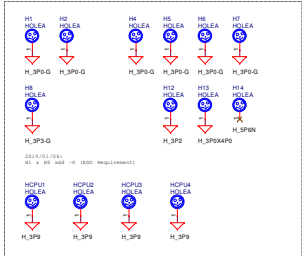 H1 H2 H4 H5 H6 H7
HOLEA HOLEA HOLEA HOLEA HOLEA HOLEA
H_3P0-G H_3P0-G H_3P0-G H_3P0-G H_3P0-G H_3P0-G
H8 H12 H13 H14
HOLEA HOLEA HOLEA HOLEA
H_5P8N
H_3P3-G H_3P2 H_3P0X4P0
2019/01/08:
H1 & H8 add -G (ESD Requirement)
HCPU1 HCPU2 HCPU3 HCPU4
HOLEA HOLEA HOLEA HOLEA
H_3P9 H_3P9 H_3P9 H_3P9